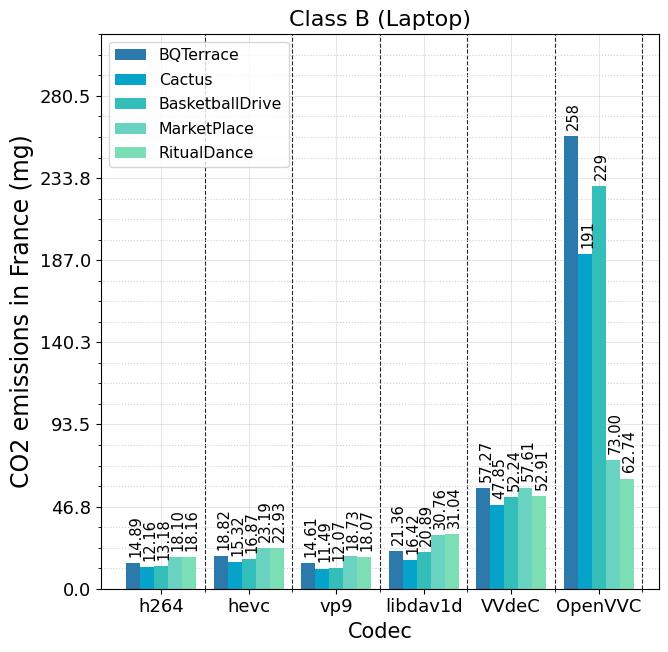 Class B (Laptop)
BQTerrace
Cactus
BasketballDrive
MarketPlace
RitualDance
CO2 emissions in France (mg)
280.5
233.8
187.0
140.3
93.5
46.8
0.0
14.89
12.16
13.18
18.10
18.16
18.82
15.32
16.87
23.19
22.93
14.61
11.49
12.07
18.73
18.07
21.36
16.42
20.89
30.76
31.04
57.27
47.85
52.24
57.61
52.91
258
191
229
73.00
62.74
h264
hevc
vp9
libdav1d
VVdeC
OpenVVC
Codec